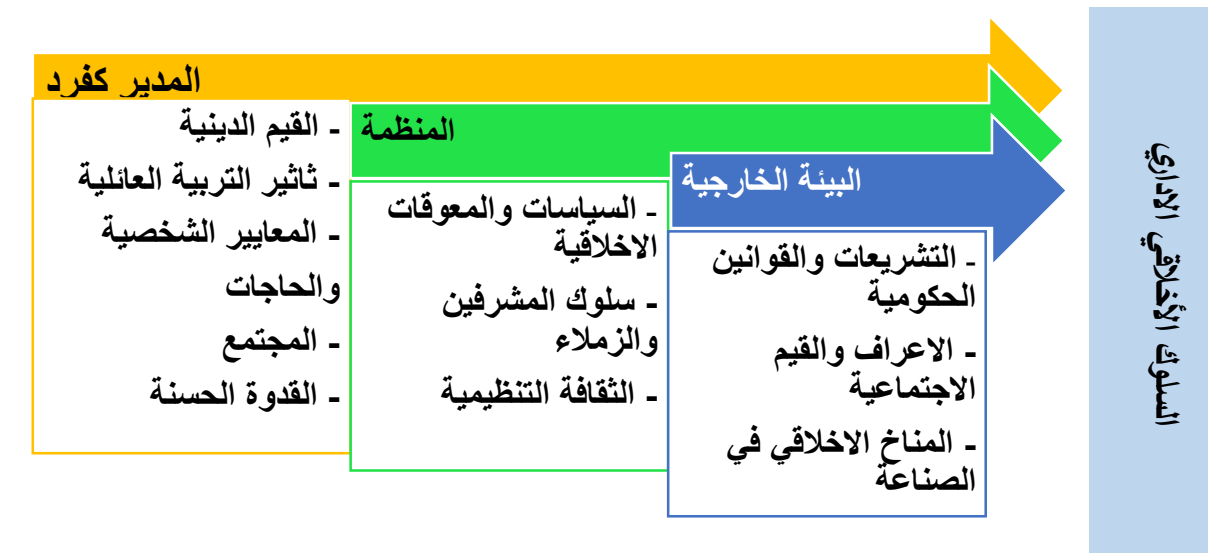 المدير كفرد
- القيم الدينية
- ثاثير التربية العائلية
- المعايير الشخصية
والحاجات
- المجتمع
- القدوة الحسنة
المنظمة
- السياسات والمعوقات
الاخلاقية
- سلوك المشرفين
والزملاء
- الثقافة التنظيمية
البيئة الخارجية
- التشريعات والقوانين
الحكومية
- الاعراف والقيم
الاجتماعية
- المناخ الاخلاقي في
الصناعة
السلوك الأخلاقي الاداري